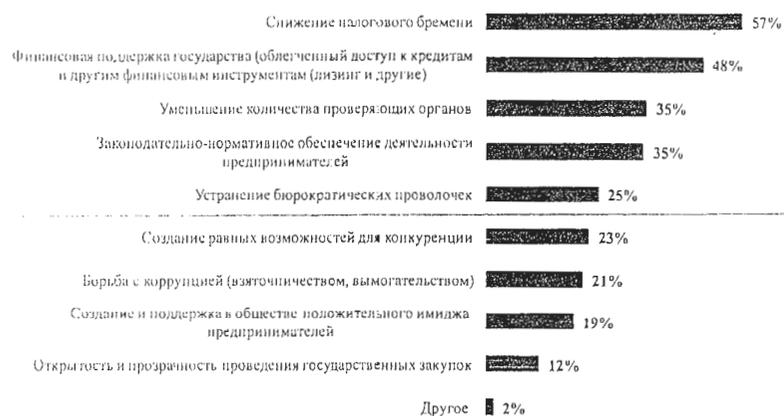 Снижение налогового бремени 57%
Финансовая поддержка государства (облегченный доступ к кредитам
и другим финансовым инструментам (лизинг и другие) 48%
Уменьшение количества проверяющих органов 35%
Законодательно-нормативное обеспечение деятельности
предпринимателей 35%
Устранение бюрократических проволочек 25%
Создание равных возможностей для конкуренции 23%
Борьба с коррупцией (взяточничеством, вымогательством) 21%
Создание и поддержка в обществе положительного имиджа
предпринимателей 19%
Открытость и прозрачность проведения государственных закупок 12%
Другое 2%